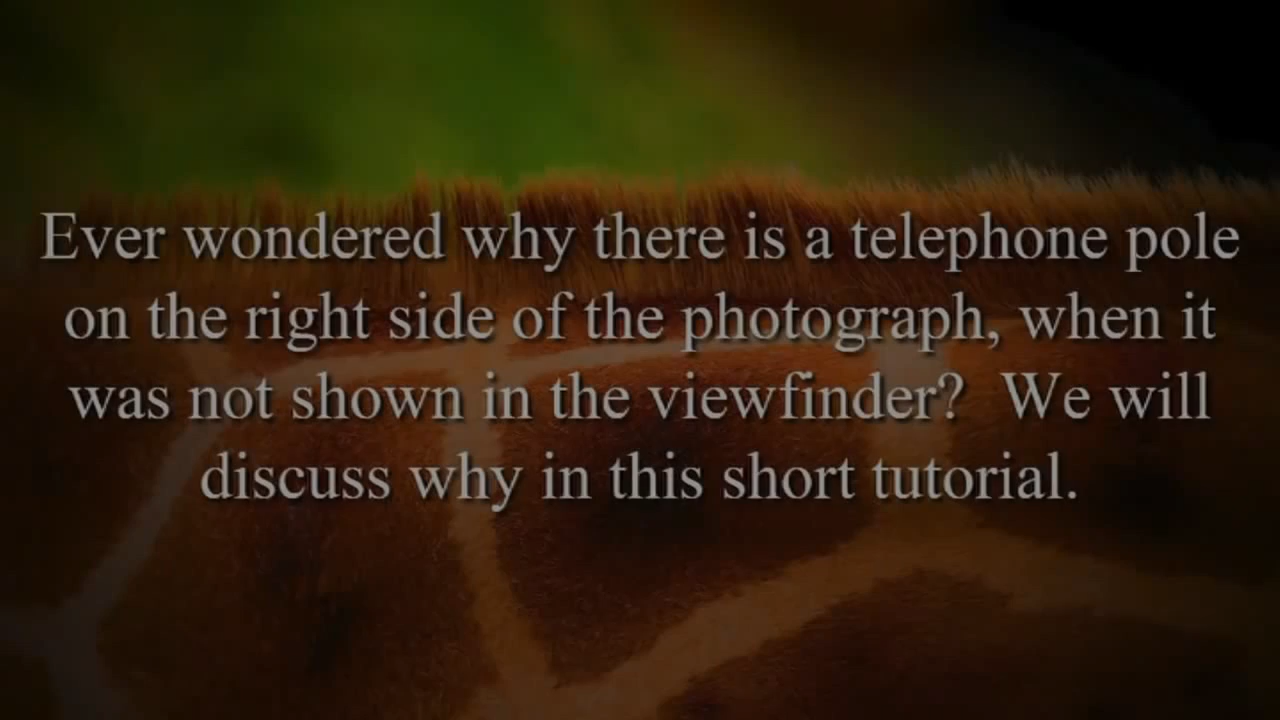 Ever wondered why there is a telephone pole
on the right side of the photograph, when it
was not shown in the viewfinder?  We will
discuss why in this short tutorial.